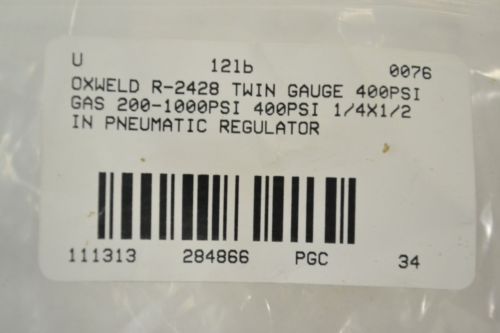 U 12lb 0076
OXWELD R-2428 TWIN GAUGE 400PSI
GAS 200-1000PSI 400PSI 1/4X1/2
IN PNEUMATIC REGULATOR
111313 284866 PGC 34